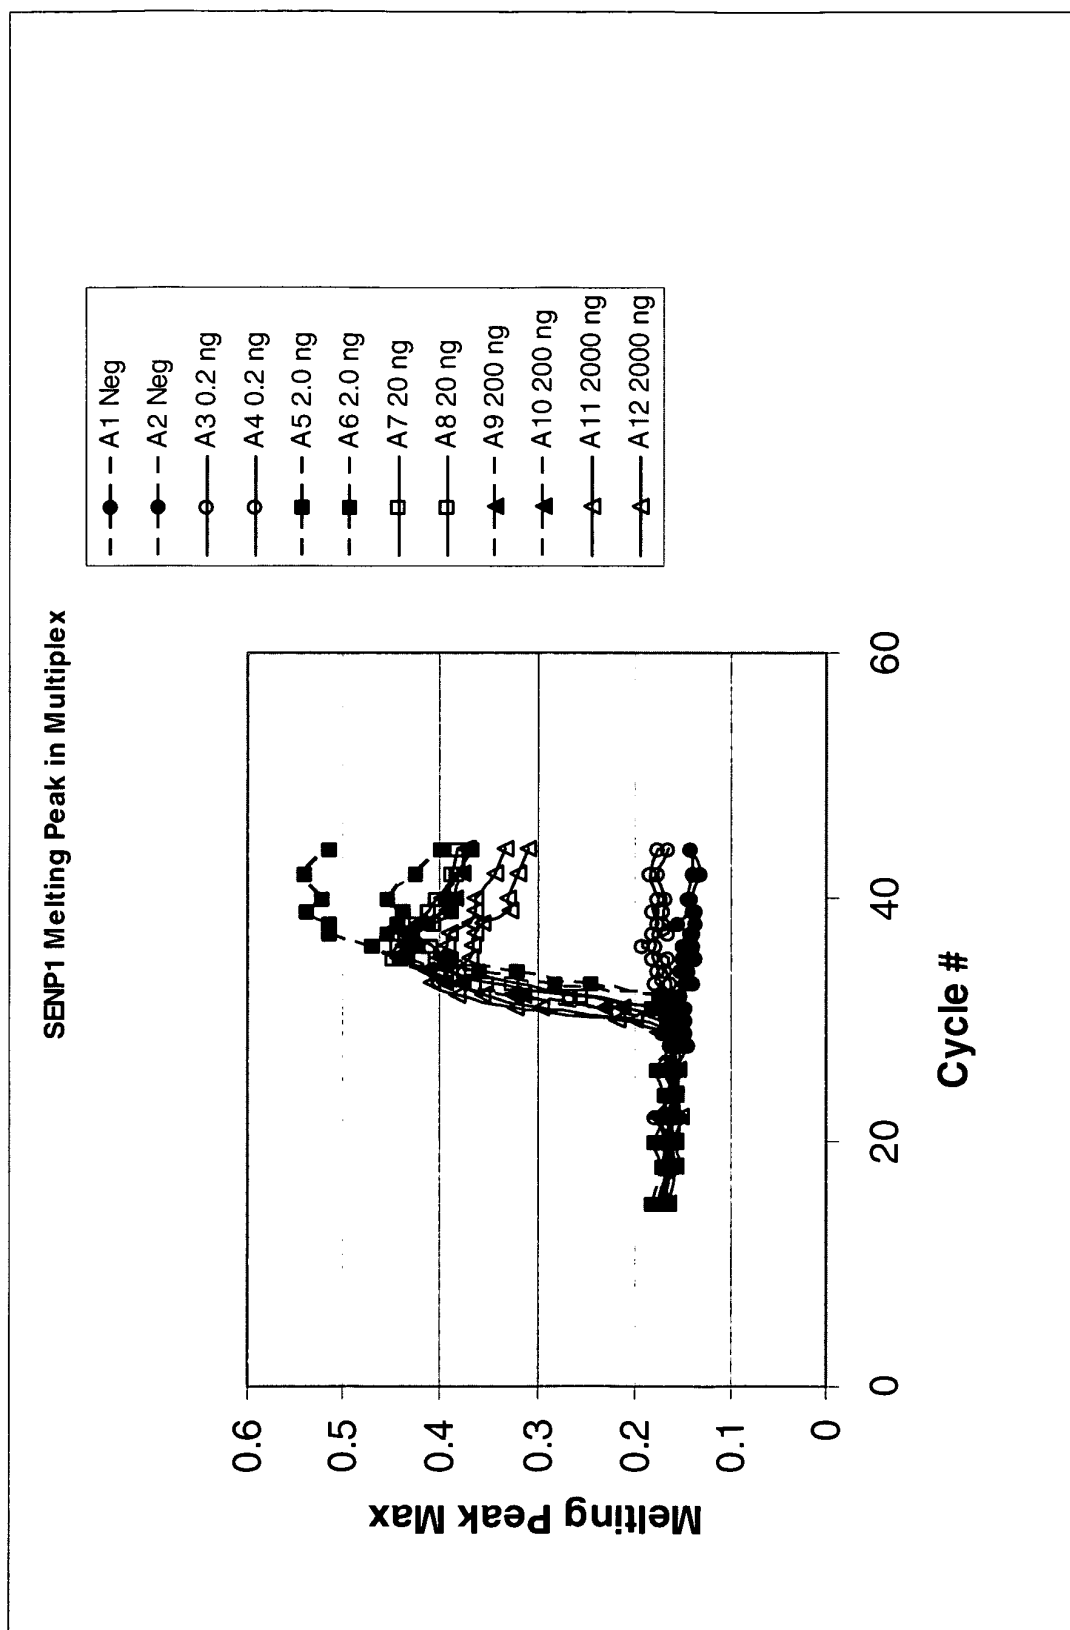 SENP1 Melting Peak in Multiplex
Melting Peak Max
0.6
0.5
0.4
0.3
0.2
0.1
0
0
20
40
60
Cycle #
A1 Neg
A2 Neg
A3 0.2 ng
A4 0.2 ng
A5 2.0 ng
A6 2.0 ng
A7 20 ng
A8 20 ng
A9 200 ng
A10 200 ng
A11 2000 ng
A12 2000 ng